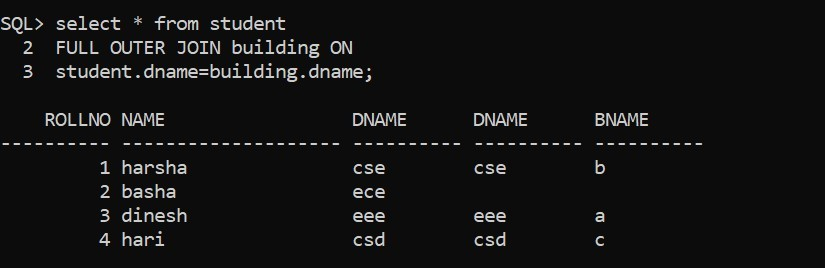 SQL> select * from student
  2  FULL OUTER JOIN building ON
  3  student.dname=building.dname;
    ROLLNO NAME                 DNAME      DNAME      BNAME
---------- -------------------- ---------- ---------- ----------
         1 harsha               cse        cse        b
         2 basha                ece
         3 dinesh               eee        eee        a
         4 hari                 csd        csd        c